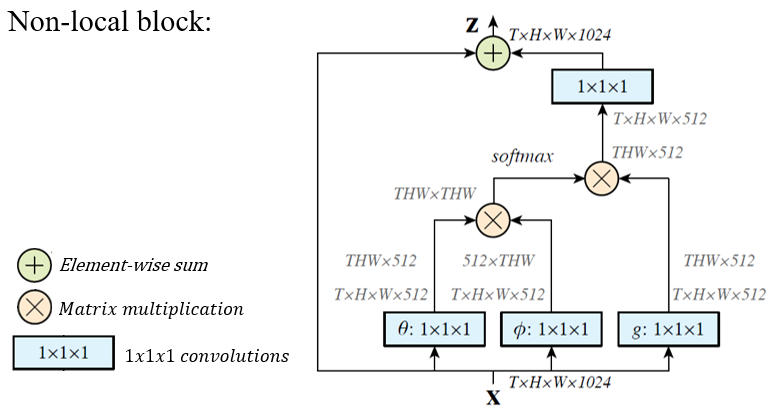 Non-local block:
z
T×H×W×1024
+
1×1×1
T×H×W×512
softmax
THW×512
×
THW×THW
×
THW×512
512×THW
THW×512
T×H×W×512
T×H×W×512
T×H×W×512
θ: 1×1×1
ϕ: 1×1×1
g: 1×1×1
T×H×W×1024
x
+ Element-wise sum
× Matrix multiplication
1×1×1 1x1x1 convolutions